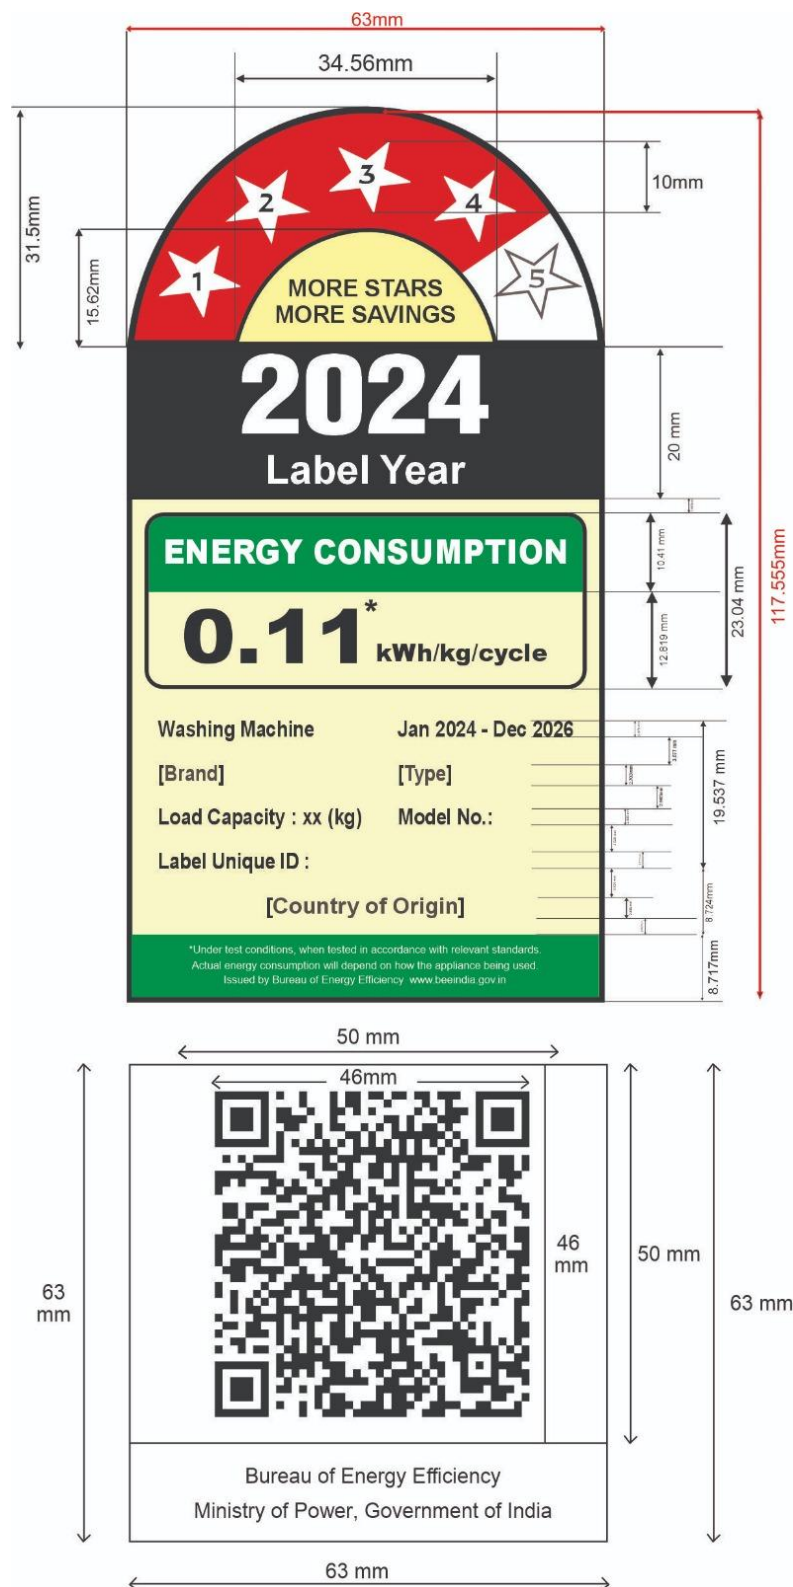 63mm
34.56mm
31.5mm
15.62mm
10mm
1
2
3
4
5
MORE STARS
MORE SAVINGS
2024
Label Year
20 mm
117.555mm
ENERGY CONSUMPTION
10.41 mm
23.04 mm
0.11* kWh/kg/cycle
12.819 mm
Washing Machine Jan 2024 - Dec 2026
[Brand] [Type]
Load Capacity : xx (kg) Model No.:
Label Unique ID :
[Country of Origin]
19.537 mm
8.724mm
8.717mm
*Under test conditions, when tested in accordance with relevant standards.
Actual energy consumption will depend on how the appliance being used.
Issued by Bureau of Energy Efficiency www.beeindia.gov.in
50 mm
46mm
46
mm
50 mm
63
mm
63 mm
Bureau of Energy Efficiency
Ministry of Power, Government of India
63 mm